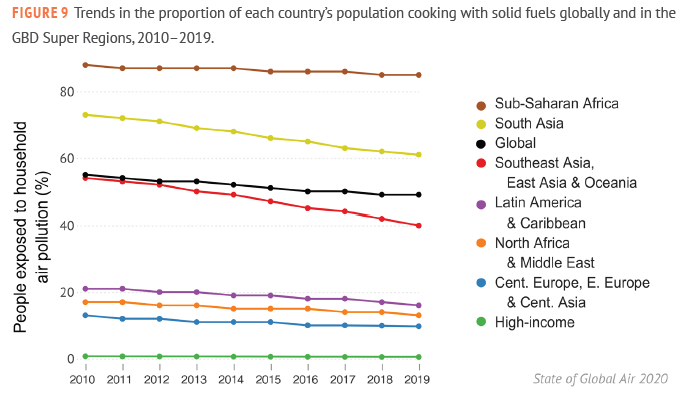 FIGURE 9 Trends in the proportion of each country’s population cooking with solid fuels globally and in the
GBD Super Regions, 2010–2019.
People exposed to household
air pollution (%)
80
60
40
20
0
2010 2011 2012 2013 2014 2015 2016 2017 2018 2019
Sub-Saharan Africa
South Asia
Global
Southeast Asia,
East Asia & Oceania
Latin America
& Caribbean
North Africa
& Middle East
Cent. Europe, E. Europe
& Cent. Asia
High-income
State of Global Air 2020